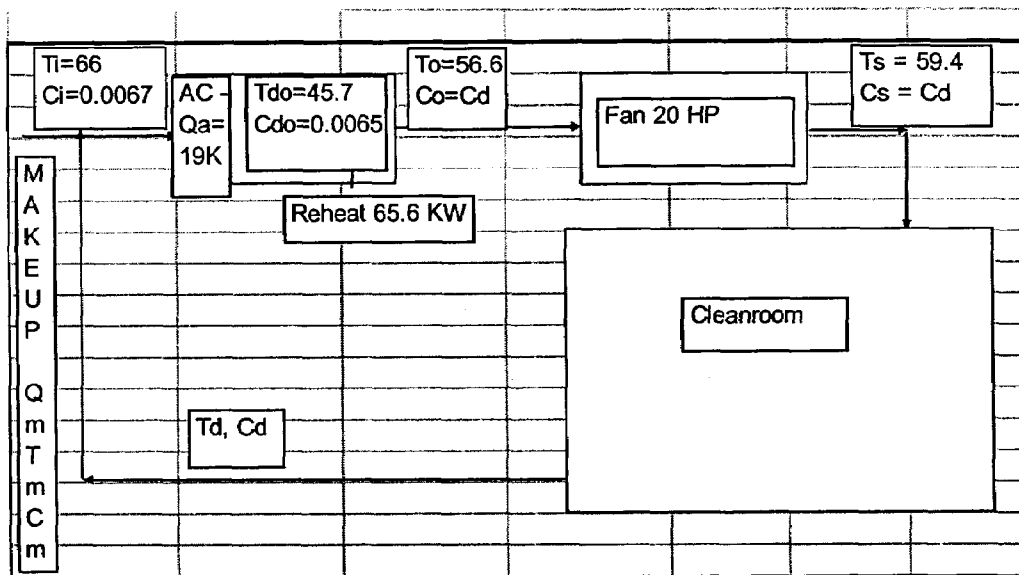 Ti=66
Ci=0.0067
AC -
Qa=
19K
Tdo=45.7
Cdo=0.0065
To=56.6
Co=Cd
Fan 20 HP
Ts = 59.4
Cs = Cd
Reheat 65.6 KW
M
A
K
E
U
P
Q
m
T
m
C
m
Cleanroom
Td, Cd